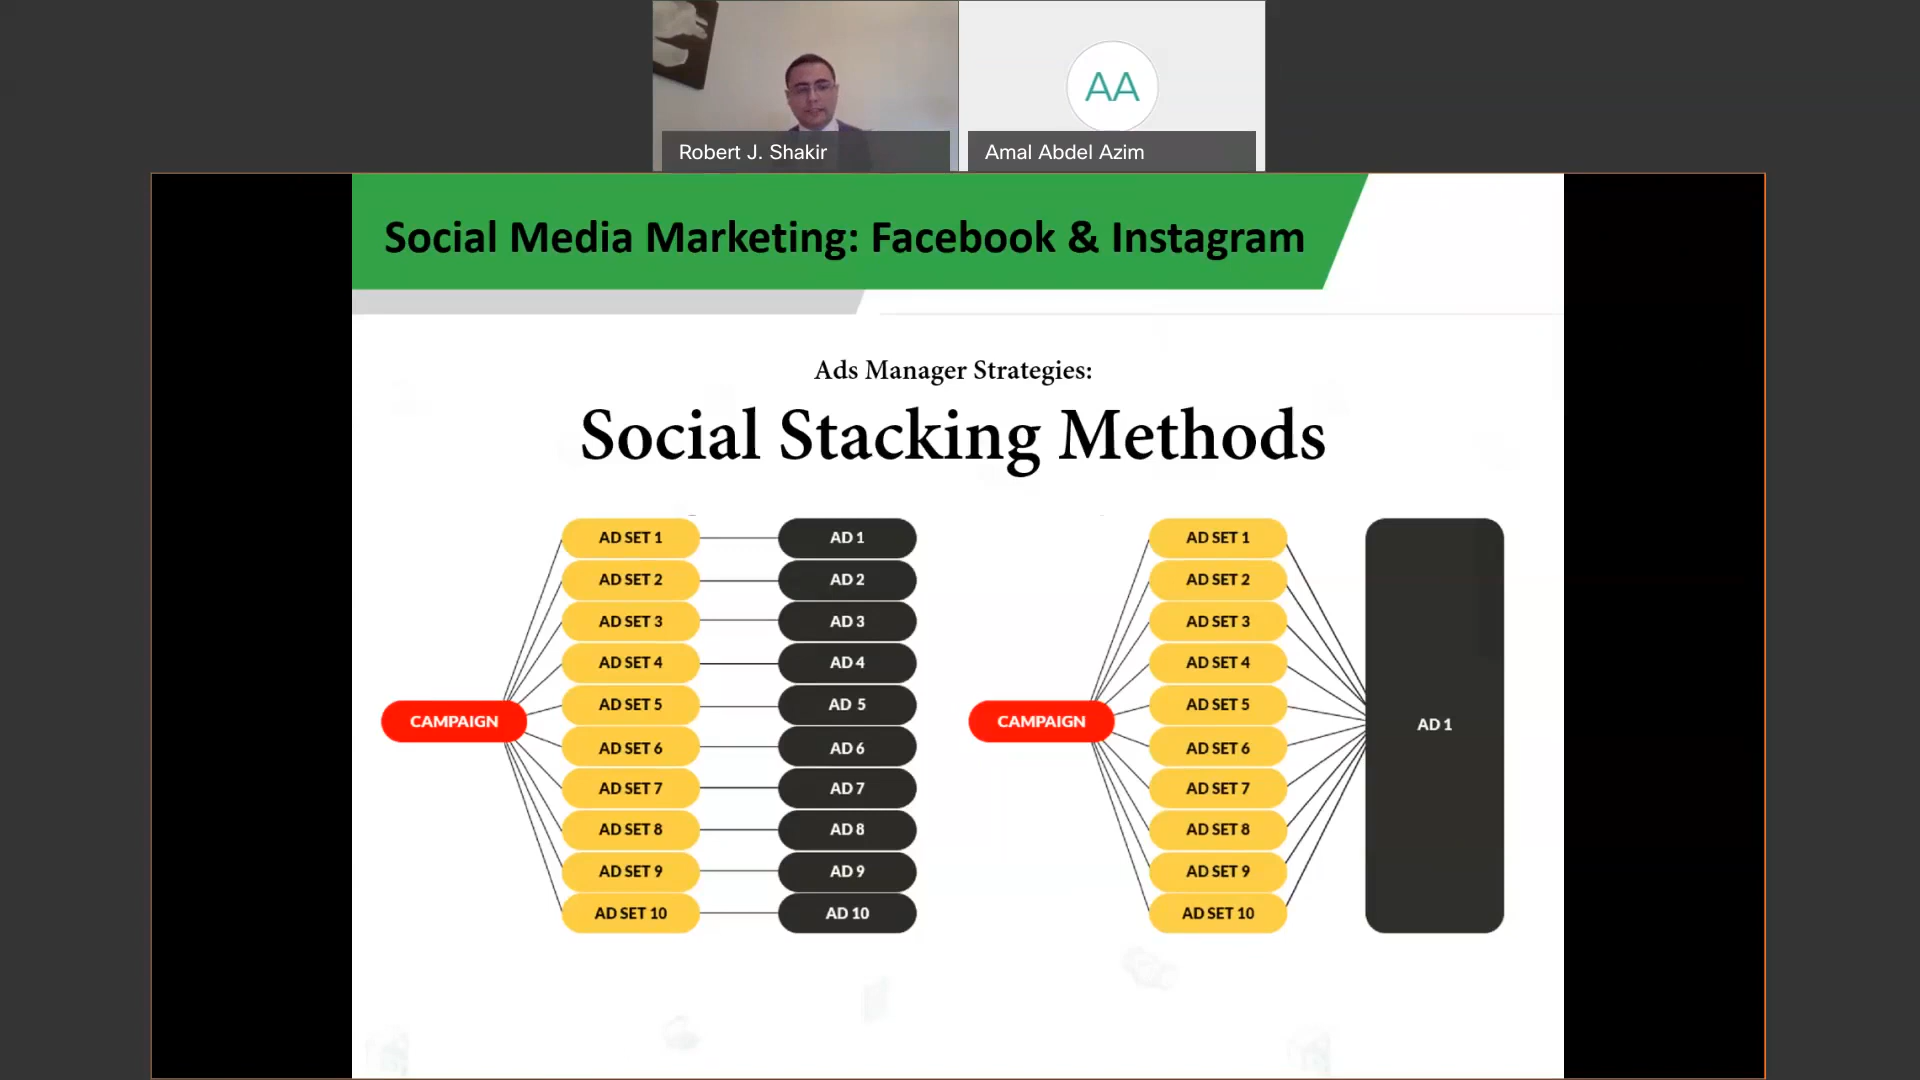 AA
Robert J. Shakir
Amal Abdel Azim
Social Media Marketing: Facebook & Instagram
Ads Manager Strategies:
Social Stacking Methods
CAMPAIGN
AD SET 1
AD SET 2
AD SET 3
AD SET 4
AD SET 5
AD SET 6
AD SET 7
AD SET 8
AD SET 9
AD SET 10
AD 1
AD 2
AD 3
AD 4
AD 5
AD 6
AD 7
AD 8
AD 9
AD 10
CAMPAIGN
AD SET 1
AD SET 2
AD SET 3
AD SET 4
AD SET 5
AD SET 6
AD SET 7
AD SET 8
AD SET 9
AD SET 10
AD 1